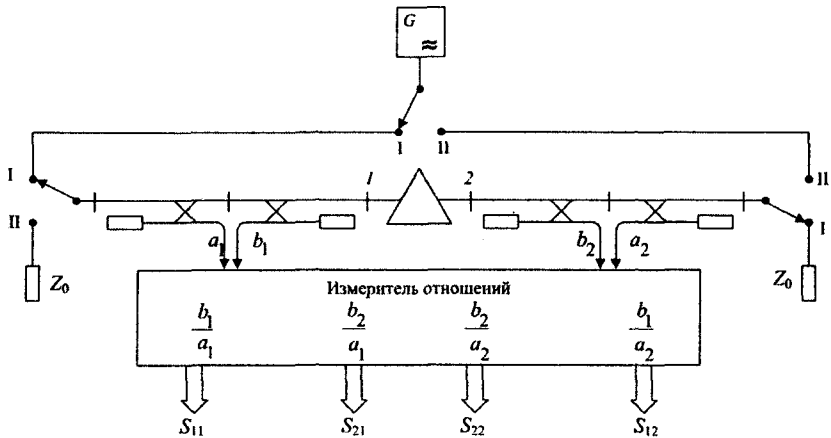 G
≈
I II
I
II
II
I
1 2
a₁ b₁
b₂ a₂
Z₀
Z₀
Измеритель отношений
b₁/a₁ b₂/a₁ b₂/a₂ b₁/a₂
S₁₁ S₂₁ S₂₂ S₁₂